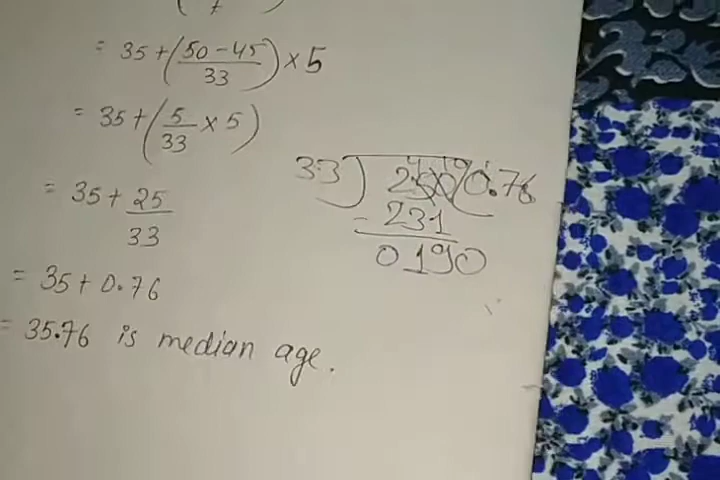 = 35 + (50 - 45 / 33) × 5
= 35 + (5/33 × 5)
= 35 + 25/33
33) 250 (0.76
- 231
0190
= 35 + 0.76
= 35.76 is median age.